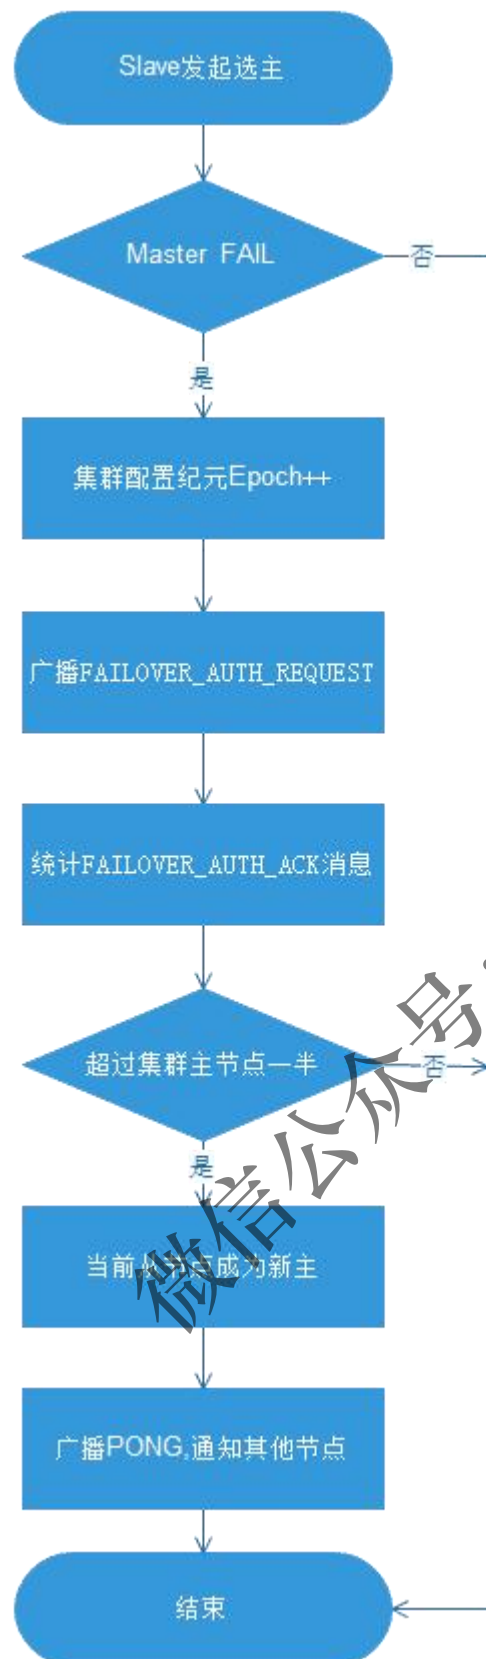 Slave发起选主
Master FAIL
否
是
集群配置纪元Epoch++
广播FAILOVER_AUTH_REQUEST
统计FAILOVER_AUTH_ACK消息
超过集群主节点一半
否
是
当前从节点成为新主
广播PONG,通知其他节点
结束
微信公众号